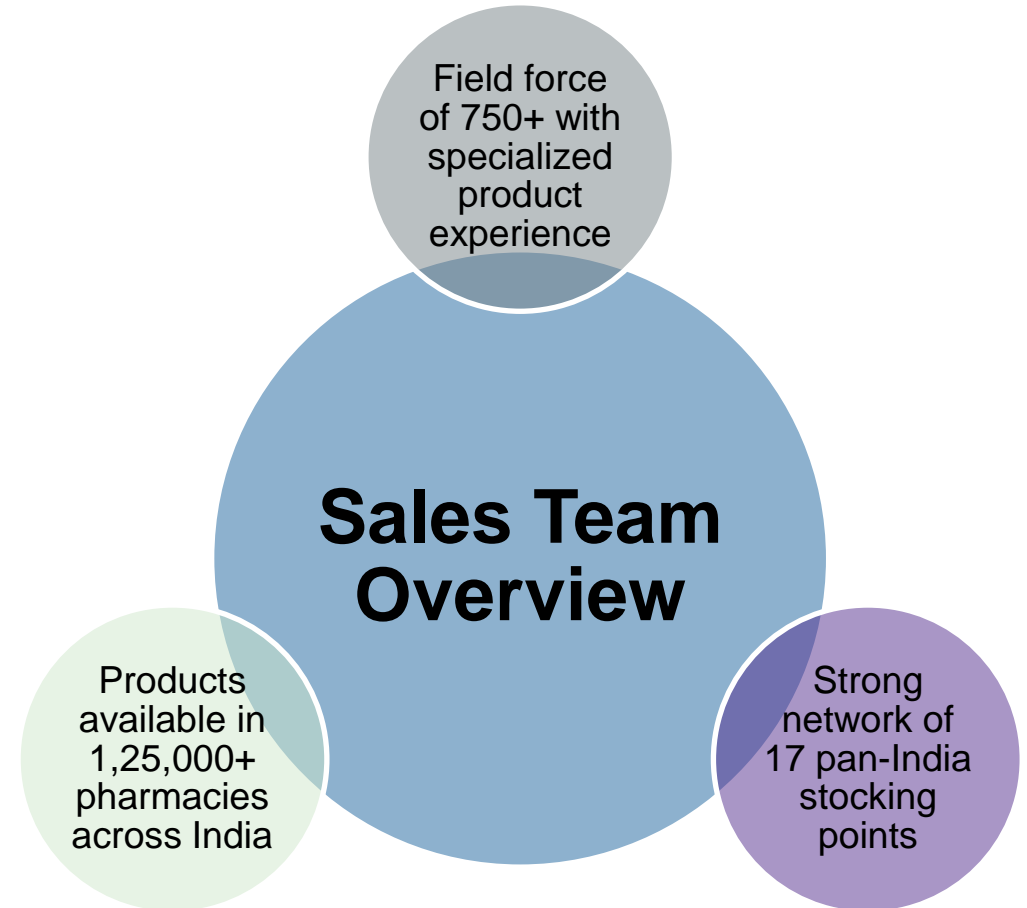 Field force
of 750+ with
specialized
product
experience
Sales Team
Overview
Products
available in
1,25,000+
pharmacies
across India
Strong
network of
17 pan-India
stocking
points